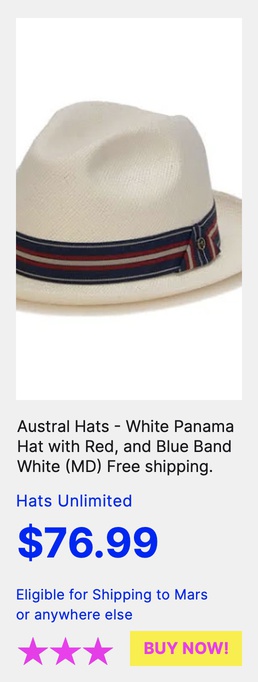 Austral Hats - White Panama
Hat with Red, and Blue Band
White (MD) Free shipping.
Hats Unlimited
$76.99
Eligible for Shipping to Mars
or anywhere else
BUY NOW!